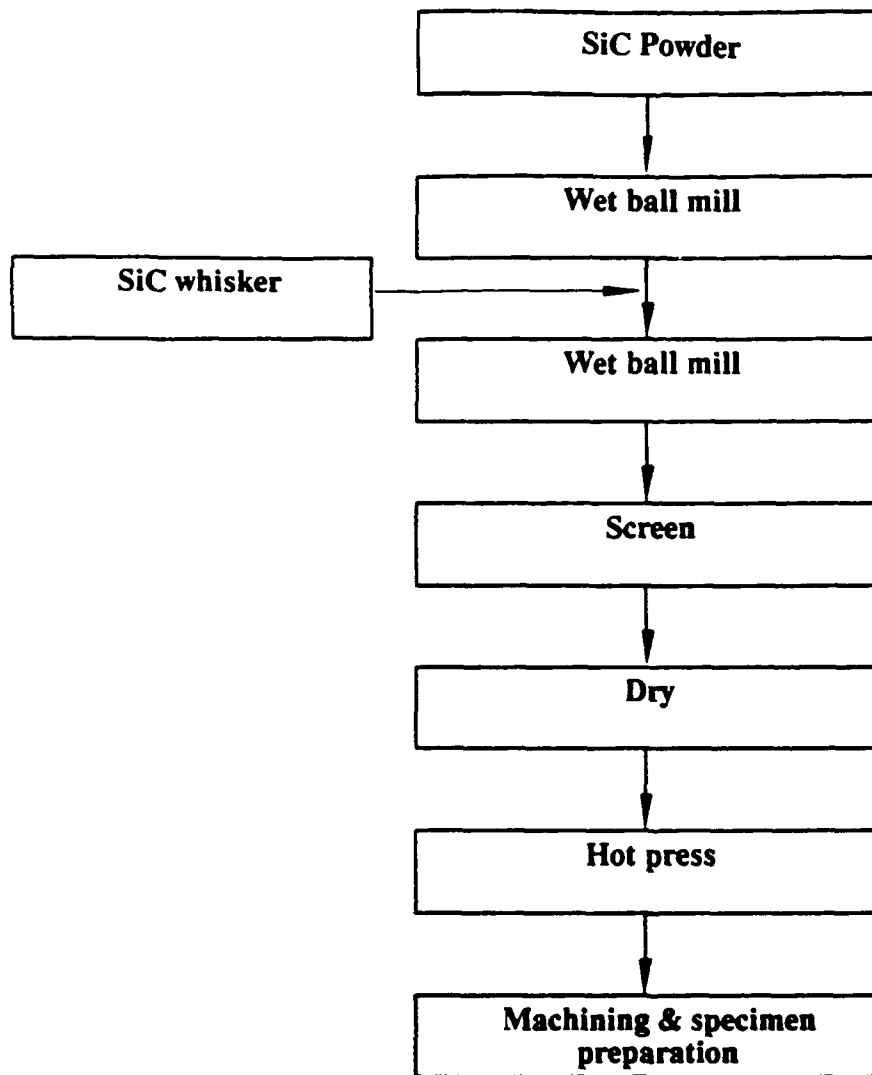 SiC Powder
Wet ball mill
SiC whisker
Wet ball mill
Screen
Dry
Hot press
Machining & specimen
preparation